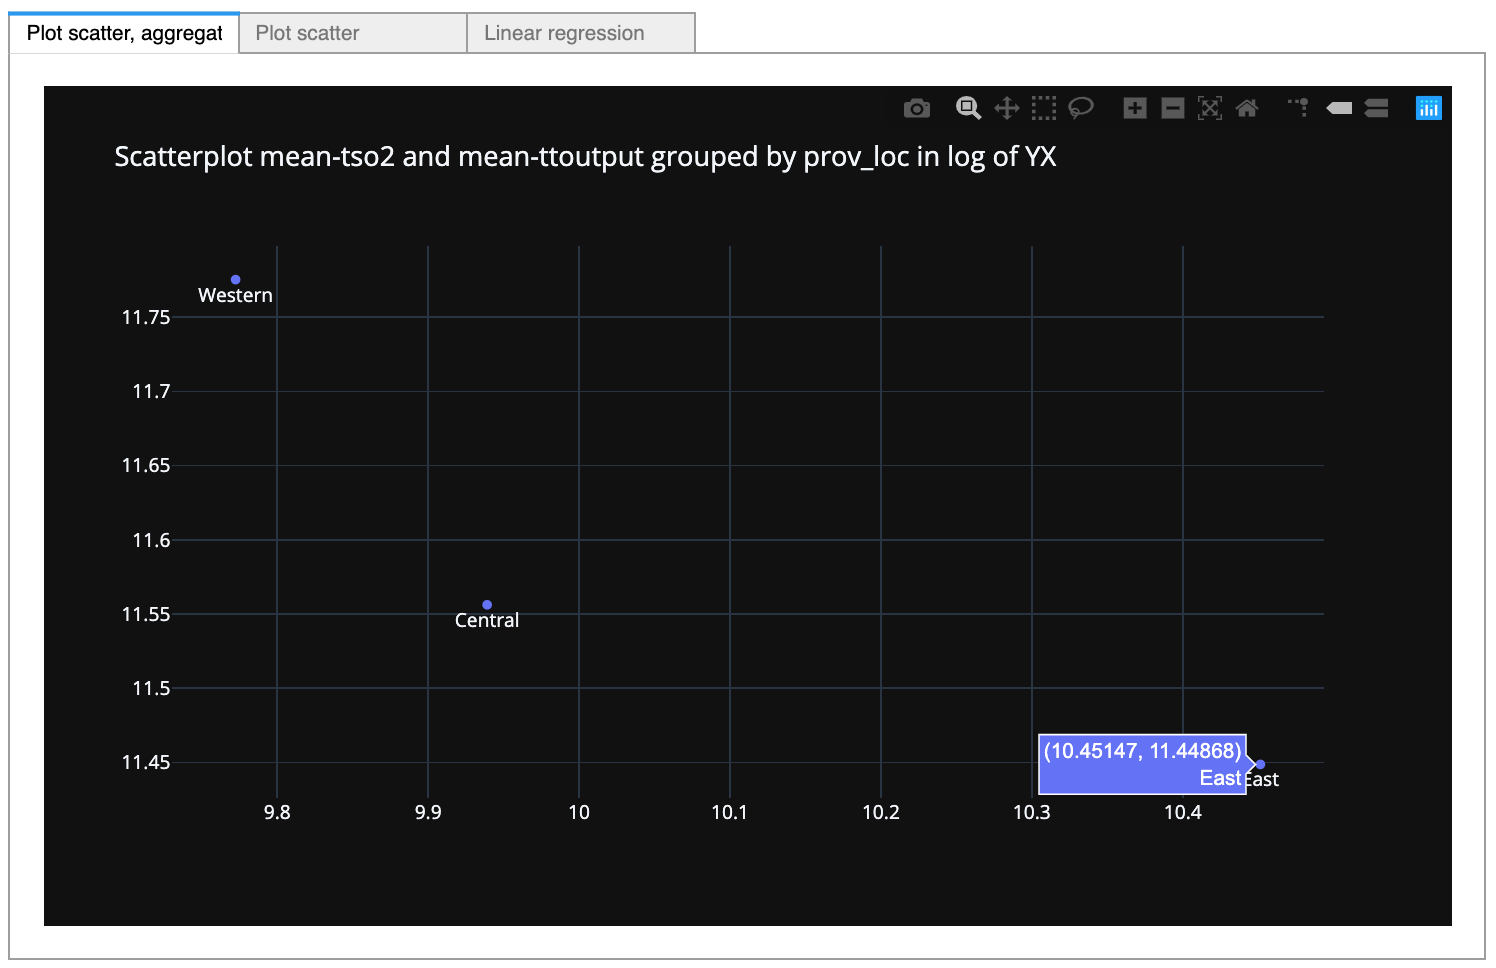 Plot scatter, aggregat
Plot scatter
Linear regression
Scatterplot mean-tso2 and mean-ttoutput grouped by prov_loc in log of YX
Western
11.75
11.7
11.65
11.6
Central
11.55
11.5
(10.45147, 11.44868)
East
East
11.45
9.8
9.9
10
10.1
10.2
10.3
10.4